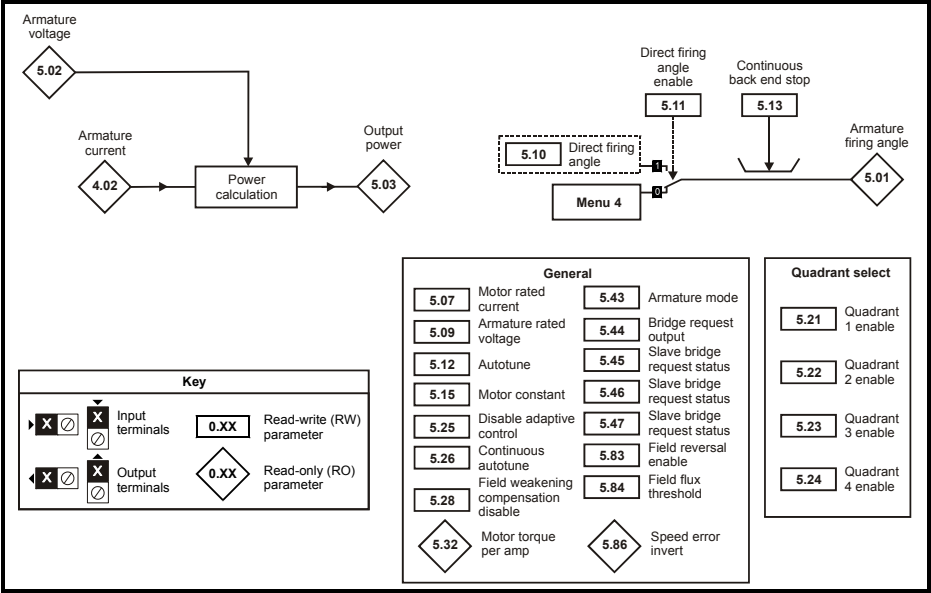 Armature
voltage
5.02
Armature
current
4.02
Power
calculation
Output
power
5.03
Direct firing
angle
enable
5.11
Continuous
back end stop
5.13
5.10
Direct firing
angle
1
0
Menu 4
Armature
firing angle
5.01
General
5.07
Motor rated
current
5.09
Armature rated
voltage
5.12
Autotune
5.15
Motor constant
5.25
Disable adaptive
control
5.26
Continuous
autotune
5.28
Field weakening
compensation
disable
5.32
Motor torque
per amp
5.43
Armature mode
5.44
Bridge request
output
5.45
Slave bridge
request status
5.46
Slave bridge
request status
5.47
Slave bridge
request status
5.83
Field reversal
enable
5.84
Field flux
threshold
5.86
Speed error
invert
Quadrant select
5.21
Quadrant
1 enable
5.22
Quadrant
2 enable
5.23
Quadrant
3 enable
5.24
Quadrant
4 enable
Key
X
X
Input
terminals
0.XX
Read-write (RW)
parameter
X
X
Output
terminals
0.XX
Read-only (RO)
parameter